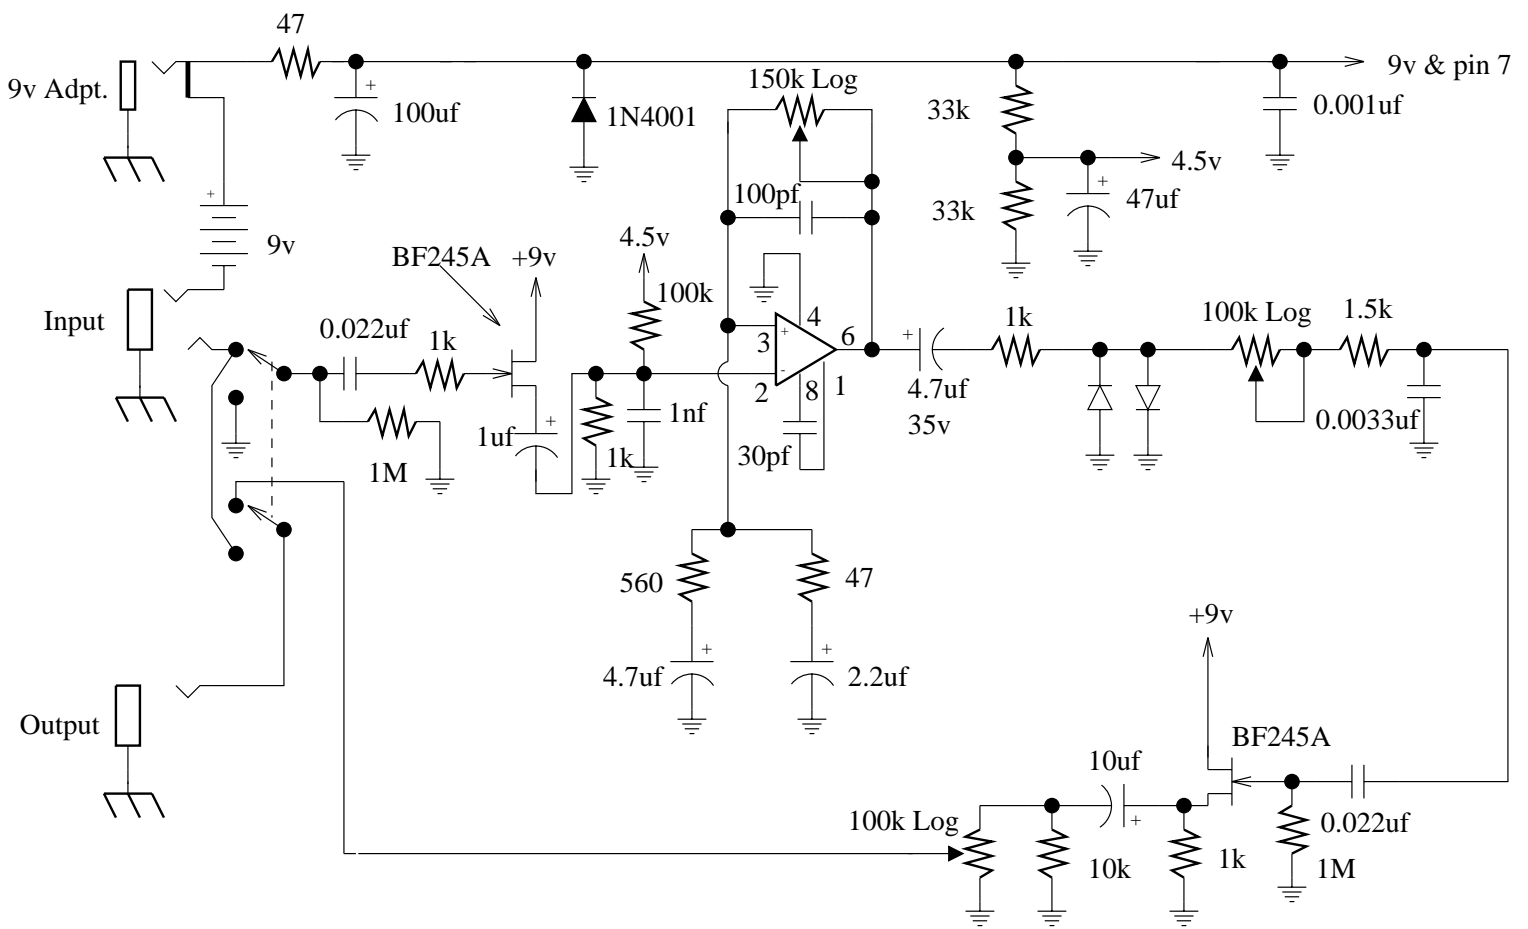 47
9v Adpt.
+
100uf
1N4001
150k Log
33k
9v & pin 7
0.001uf
4.5v
+
47uf
33k
100pf
+
9v
4.5v
BF245A
+9v
100k
Input
0.022uf
1k
4
3
+
6
-
2
8
1
+
4.7uf
35v
1k
100k Log
1.5k
0.0033uf
1uf
+
1nf
1k
30pf
1M
560
47
+
4.7uf
+
2.2uf
+9v
Output
BF245A
10uf
+
100k Log
0.022uf
10k
1k
1M